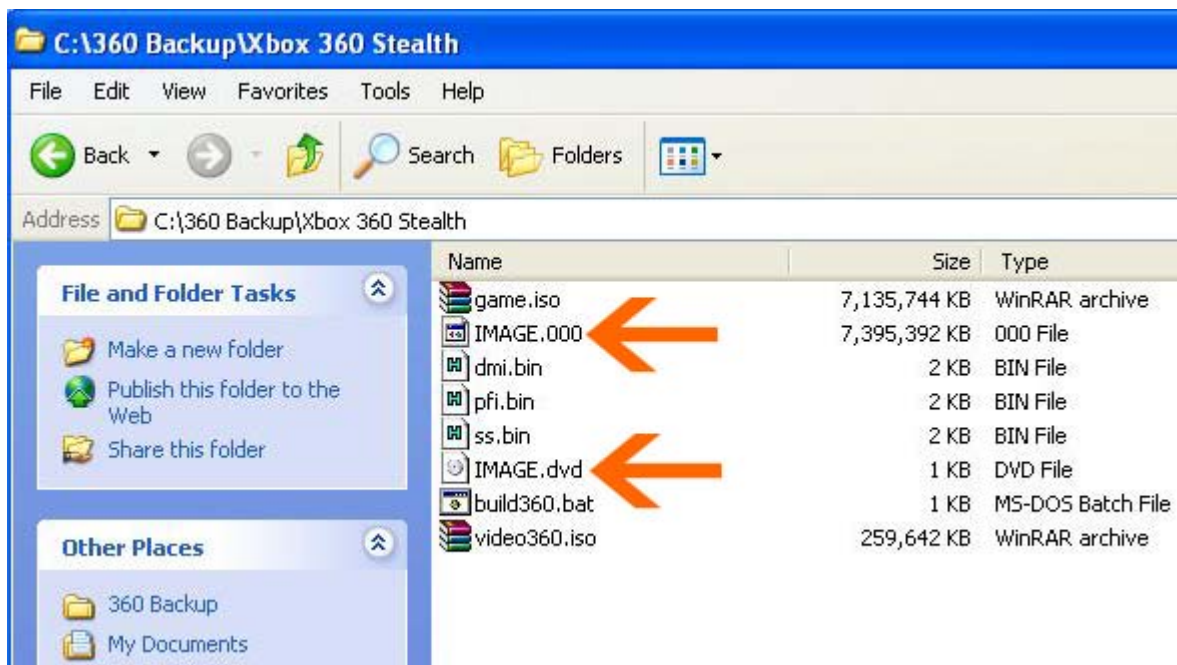 C:\360 Backup\Xbox 360 Stealth
File Edit View Favorites Tools Help
Back Search Folders
Address C:\360 Backup\Xbox 360 Stealth
Name Size Type
game.iso 7,135,744 KB WinRAR archive
IMAGE.000 7,395,392 KB 000 File
dmi.bin 2 KB BIN File
pfi.bin 2 KB BIN File
ss.bin 2 KB BIN File
IMAGE.dvd 1 KB DVD File
build360.bat 1 KB MS-DOS Batch File
video360.iso 259,642 KB WinRAR archive
File and Folder Tasks
Make a new folder
Publish this folder to the
Web
Share this folder
Other Places
360 Backup
My Documents